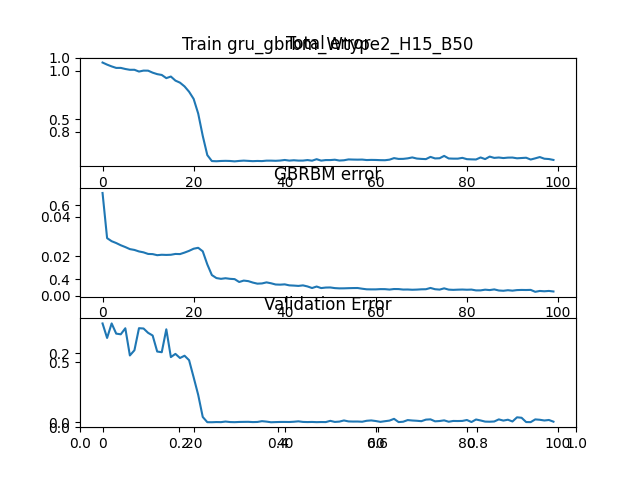 Train gru_gbrbm_Wtype2_H15_B50
Total error
1.0
1.0
0.5
0.8
0 20 40 60 80 100
GBRBM error
0.6
0.04
0.02
0.4
0.00
0 20 40 60 80 100
Validation Error
0.2
0.5
0.0
0.0
0.0 0 0.2 20 0.4 40 0.6 60 0.8 80 100 1.0